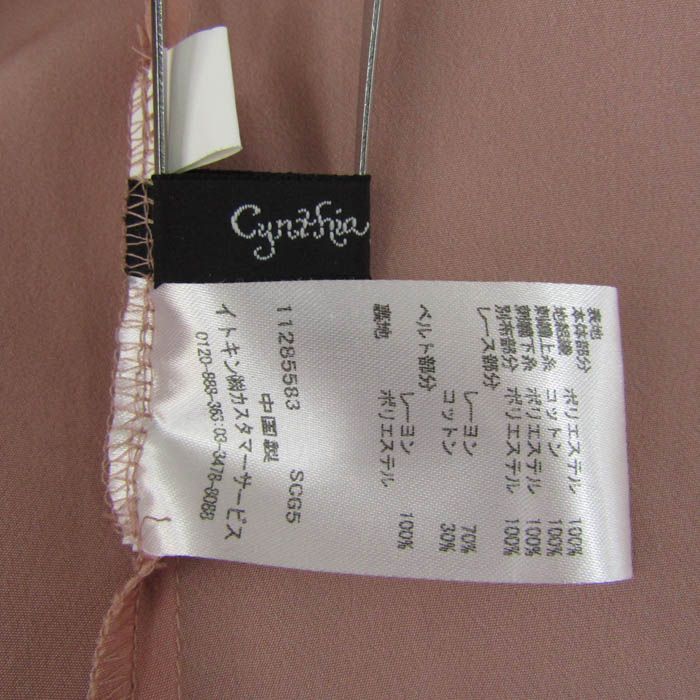 Cynthia
表地
本体部分 ポリエステル 100%
地組織 コットン 100%
刺繍上糸 ポリエステル 100%
刺繍下糸 ポリエステル 100%
別布部分
レース部分
レーヨン 70%
コットン 30%
ベルト部分
レーヨン
裏地 ポリエステル 100%
11285583 SCG5
中国製
イトキン㈱カスタマーサービス
0120-888-363:03-3478-8088